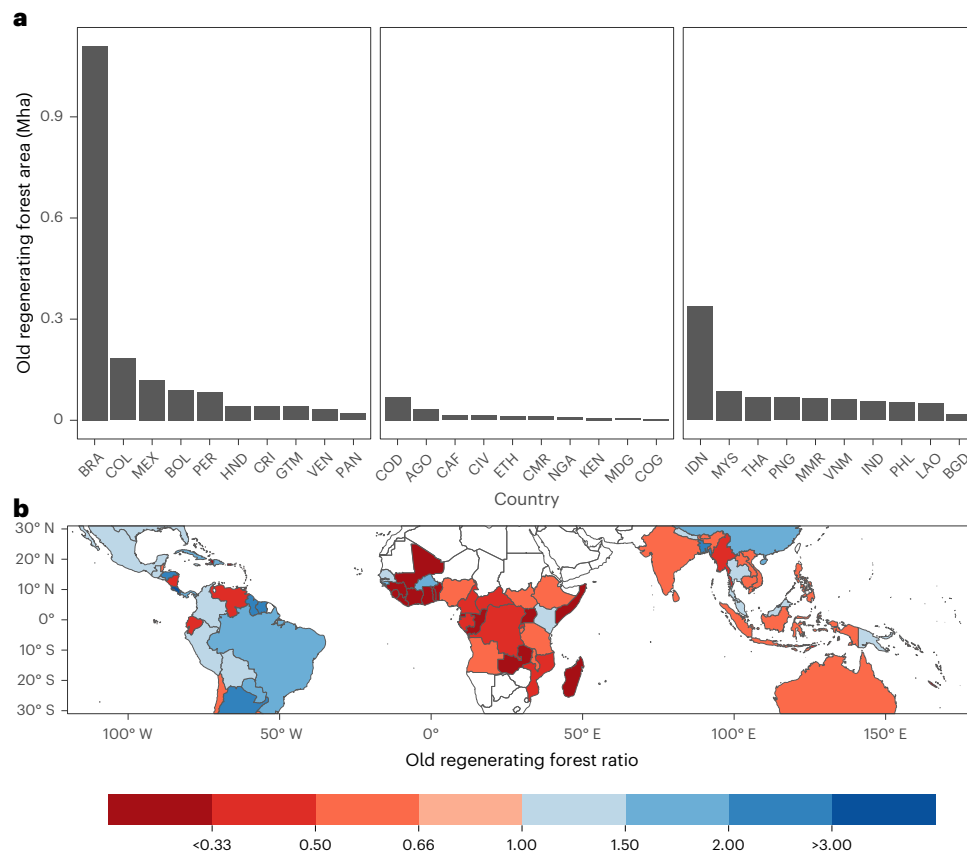 a
Old regenerating forest area (Mha)
0.9
0.6
0.3
0
BRA COL MEX BOL PER HND CRI GTM VEN PAN COD AGO CAF CIV ETH CMR NGA KEN MDG COG IDN MYS THA PNG MMR VNM IND PHL LAO BGD
Country
b
30° N
20° N
10° N
0°
10° S
20° S
30° S
100° W 50° W 0° 50° E 100° E 150° E
Old regenerating forest ratio
<0.33 0.50 0.66 1.00 1.50 2.00 >3.00